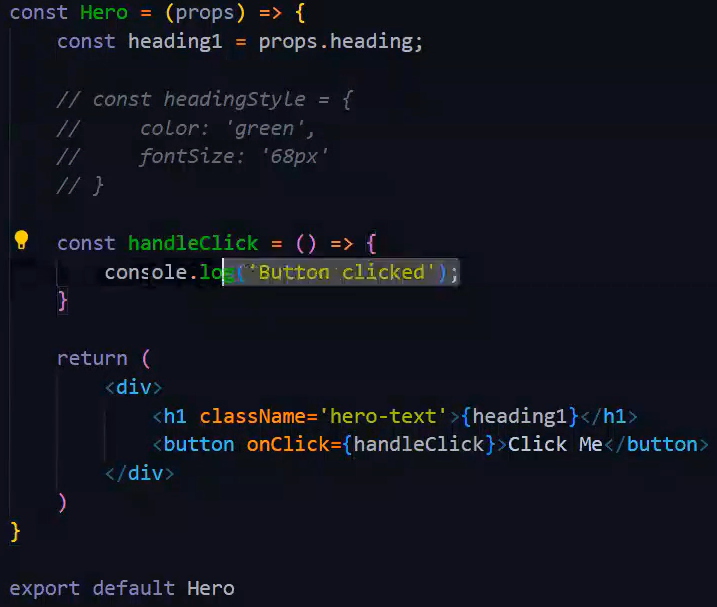 const Hero = (props) => {
    const heading1 = props.heading;

    // const headingStyle = {
    //     color: 'green',
    //     fontSize: '68px'
    // }

    const handleClick = () => {
        console.log('Button clicked');
    }

    return (
        <div>
            <h1 className='hero-text'>{heading1}</h1>
            <button onClick={handleClick}>Click Me</button>
        </div>
    )
}

export default Hero